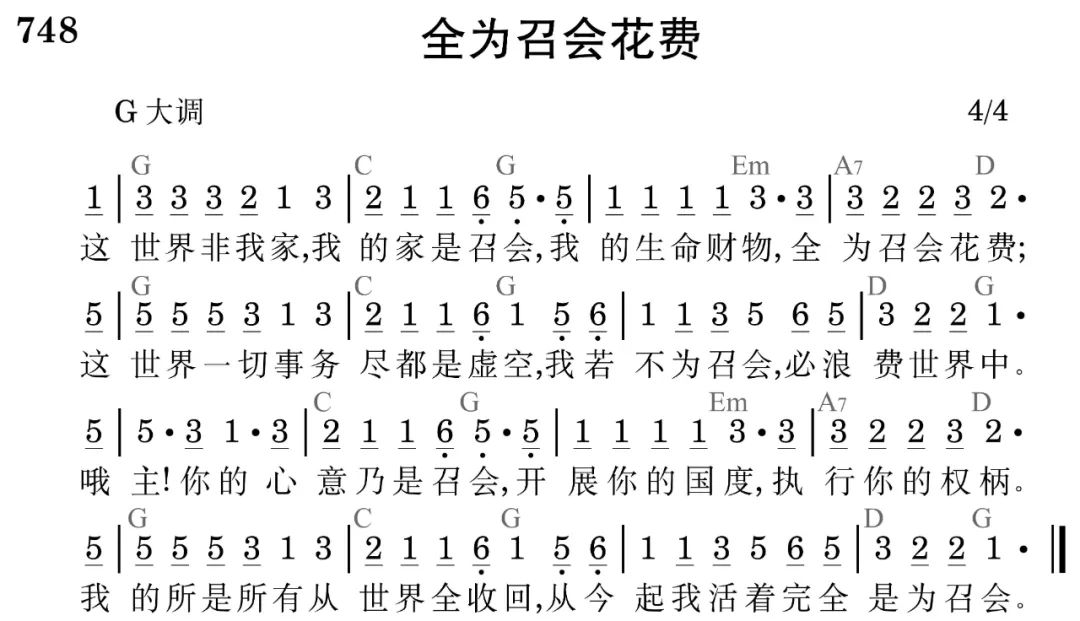 748
全为召会花费
G 大调 4/4
G C G Em A7 D
1 | 3 3 3 2 1 3 | 2 1 1 6 5 · 5 | 1 1 1 1 3 · 3 | 3 2 2 3 2 ·
这 世界非我家,我 的家是召会,我 的生命财物, 全 为召会花费;
G C G D G
5 | 5 5 5 3 1 3 | 2 1 1 6 1 5 6 | 1 1 3 5 6 5 | 3 2 2 1 ·
这 世界一切事务 尽都是虚空,我若 不为召会,必浪 费世界中。
C G Em A7 D
5 | 5 · 3 1 · 3 | 2 1 1 6 5 · 5 | 1 1 1 1 3 · 3 | 3 2 2 3 2 ·
哦 主! 你的 心 意乃是召会,开 展你的国度, 执 行你的权柄。
G C G D G
5 | 5 5 5 3 1 3 | 2 1 1 6 1 5 6 | 1 1 3 5 6 5 | 3 2 2 1 · ‖
我 的所是所有从 世界全收回,从今 起我活着完全 是为召会。